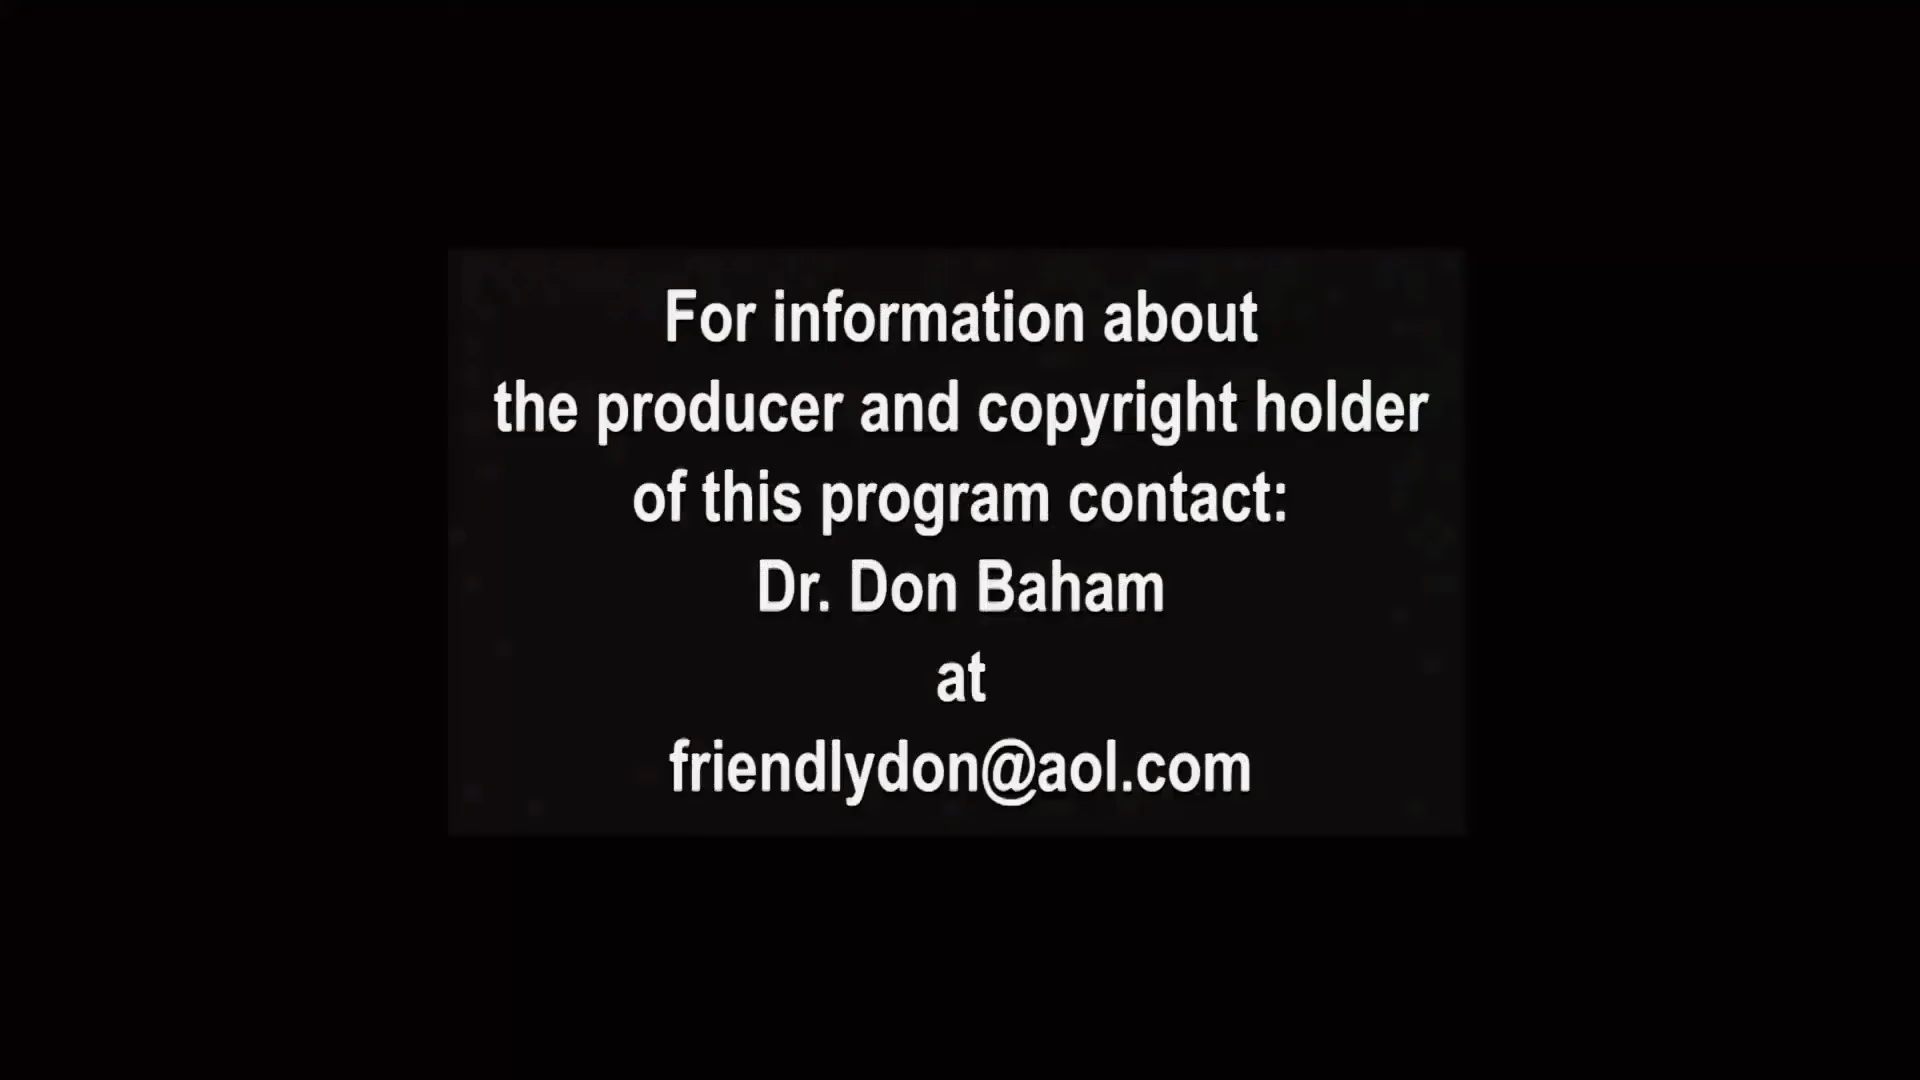 For information about
the producer and copyright holder
of this program contact:
Dr. Don Baham
at
friendlydon@aol.com